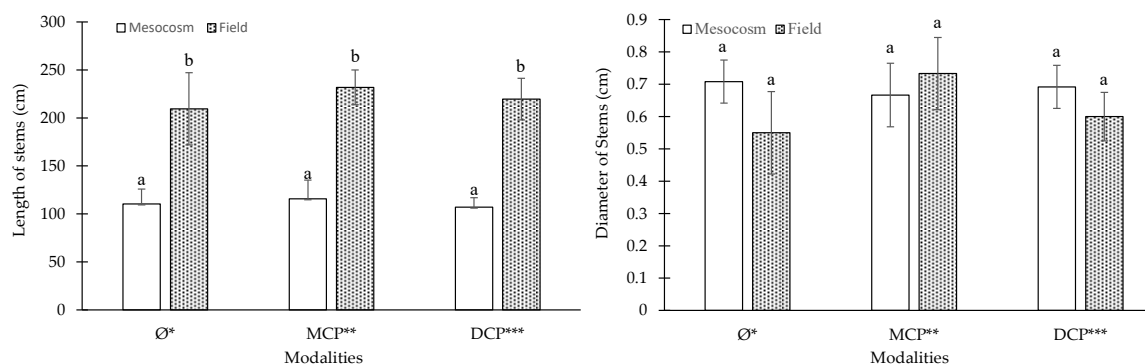 Mesocosm Field
Length of stems (cm)
300
250
200
150
100
50
0
a b a b a b
Ø* MCP** DCP***
Modalities
Mesocosm Field
Diameter of Stems (cm)
0.9
0.8
0.7
0.6
0.5
0.4
0.3
0.2
0.1
0
a a a a a a
Ø* MCP** DCP***
Modalities